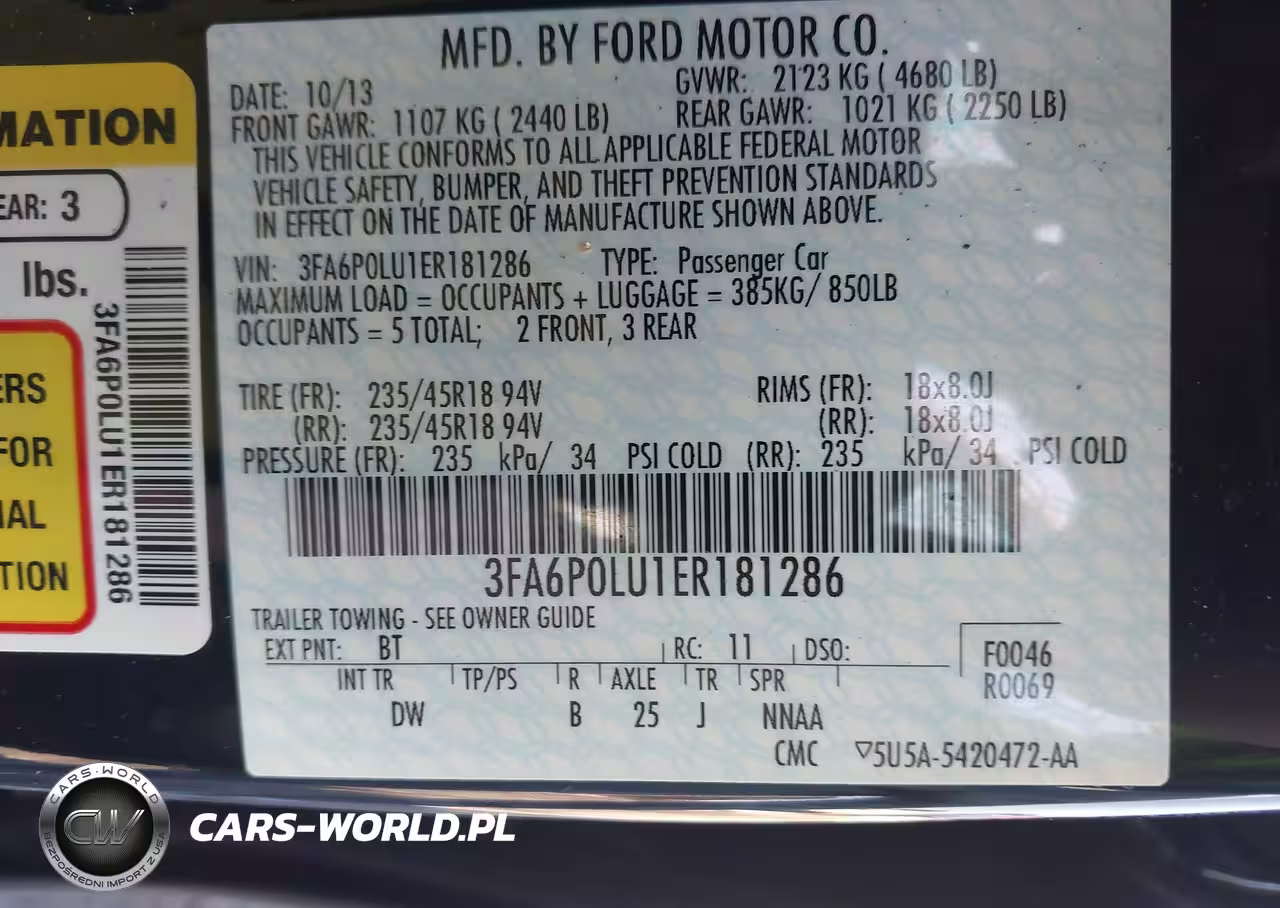 MFD. BY FORD MOTOR CO.
DATE: 10/13 GVWR: 2123 KG ( 4680 LB)
FRONT GAWR: 1107 KG ( 2440 LB) REAR GAWR: 1021 KG ( 2250 LB)
THIS VEHICLE CONFORMS TO ALL APPLICABLE FEDERAL MOTOR
VEHICLE SAFETY, BUMPER, AND THEFT PREVENTION STANDARDS
IN EFFECT ON THE DATE OF MANUFACTURE SHOWN ABOVE.
VIN: 3FA6P0LU1ER181286 TYPE: Passenger Car
MAXIMUM LOAD = OCCUPANTS + LUGGAGE = 385KG/ 850LB
OCCUPANTS = 5 TOTAL; 2 FRONT, 3 REAR
TIRE (FR): 235/45R18 94V RIMS (FR): 18x8.0J
(RR): 235/45R18 94V (RR): 18x8.0J
PRESSURE (FR): 235 kPa/ 34 PSI COLD (RR): 235 kPa/ 34 PSI COLD
3FA6P0LU1ER181286
TRAILER TOWING - SEE OWNER GUIDE
EXT PNT: BT RC: 11 DSO: F0046
INT TR TP/PS R AXLE TR SPR R0069
DW B 25 J NNAA
CMC ▽5U5A-5420472-AA
MATION
EAR: 3
lbs.
3FA6P0LU1ER181286
ERS
FOR
IAL
TION
CARS-WORLD
CW
BEZPOŚREDNI IMPORT Z USA
CARS-WORLD.PL